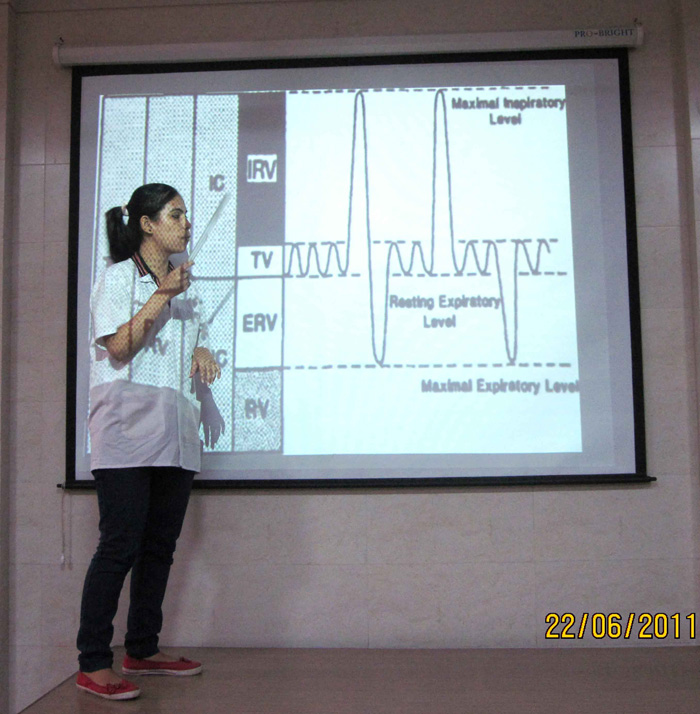 PRO-BRIGHT
Maximal Inspiratory
Level
IC
IRV
TV
Resting Expiratory
Level
ERV
RV
Maximal Expiratory Level
RV
22/06/2011